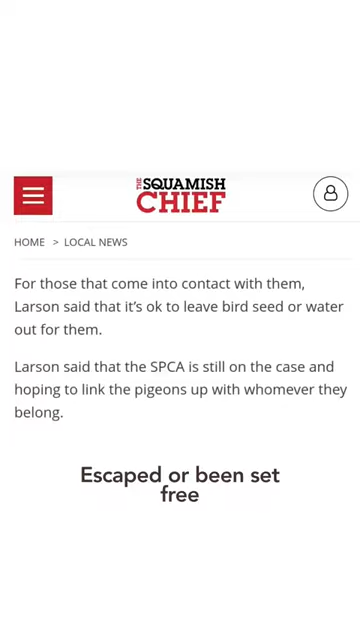 THE SQUAMISH
CHIEF
HOME > LOCAL NEWS
For those that come into contact with them,
Larson said that it's ok to leave bird seed or water
out for them.
Larson said that the SPCA is still on the case and
hoping to link the pigeons up with whomever they
belong.
Escaped or been set
free